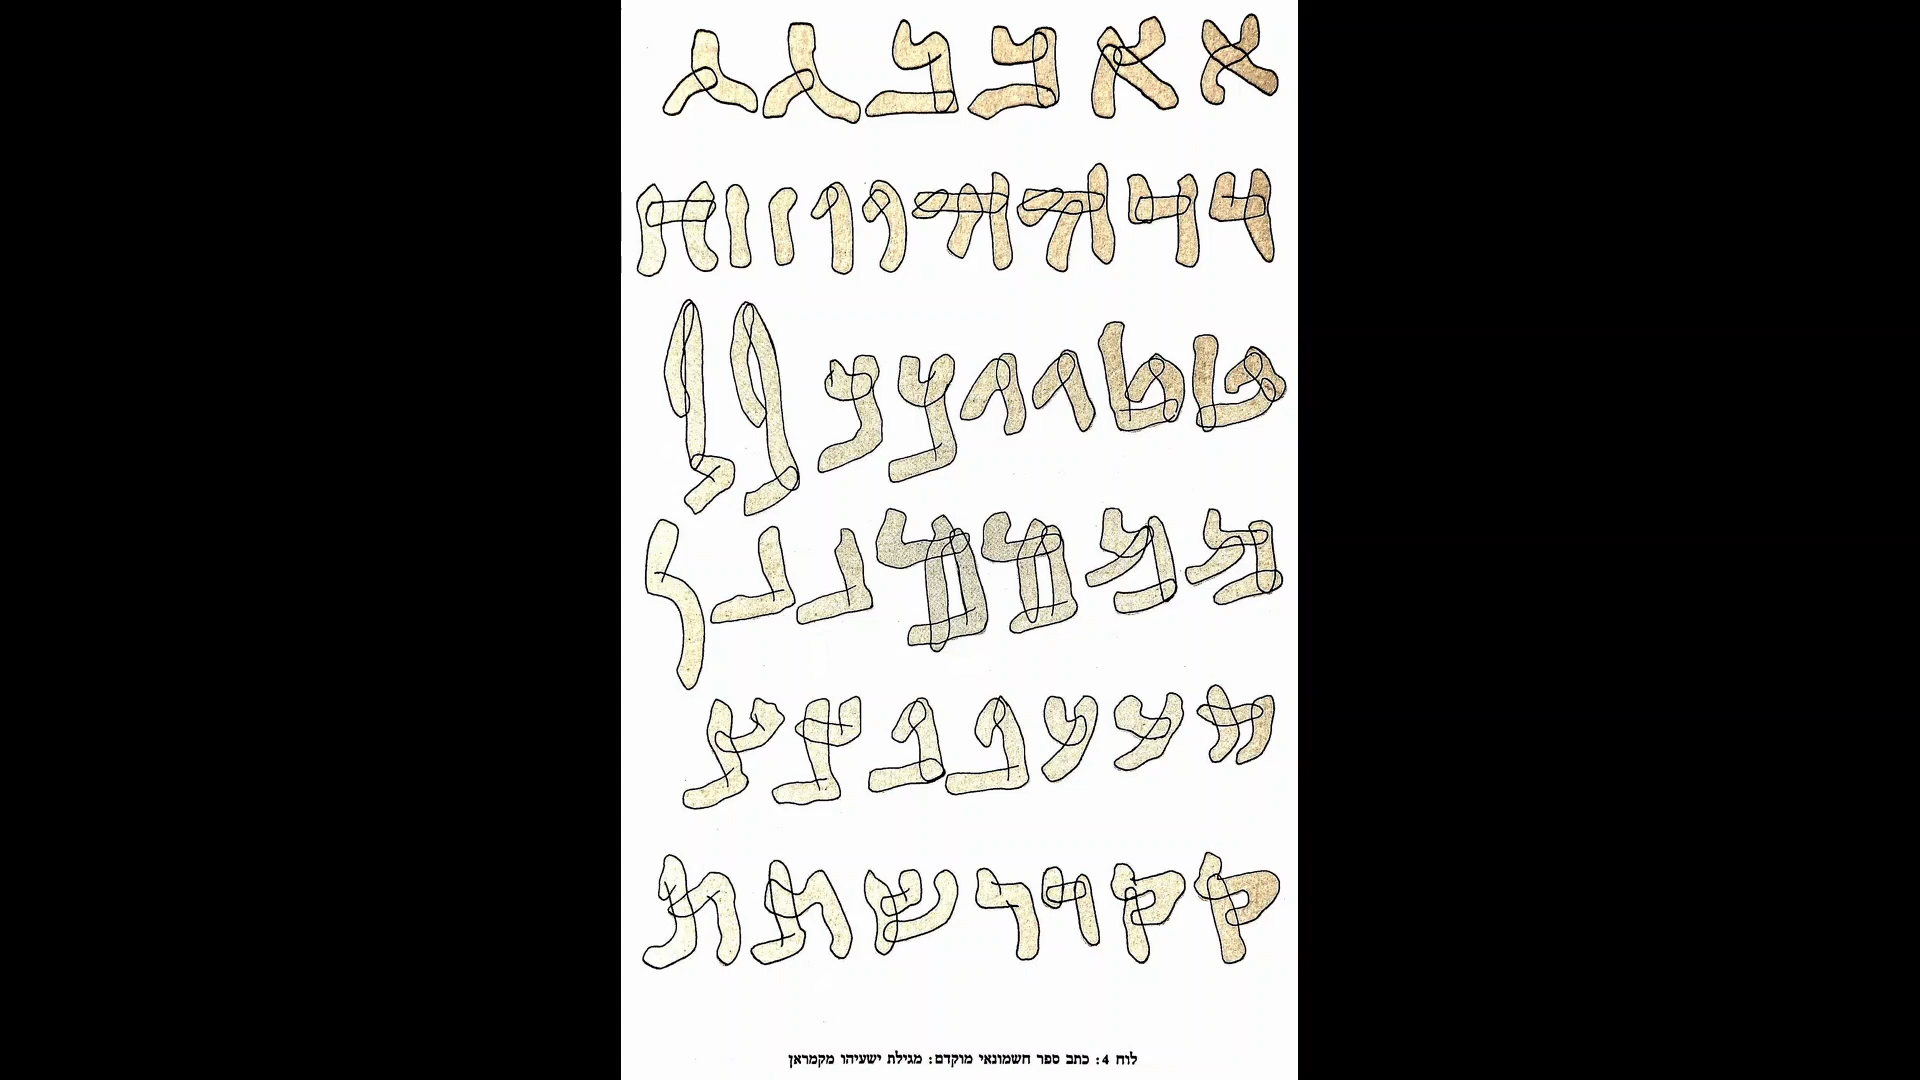 א א ב ב ג ג
ד ד ה ה ו ו ז ז ח
ט ט י י כ כ ל ל
מ מ ם ם נ נ ן
ס ע ע פ פ צ צ
ק ק ר ר ש ת ת
לוח 4: כתב ספר חשמונאי מוקדם: מגילת ישעיהו מקמראן